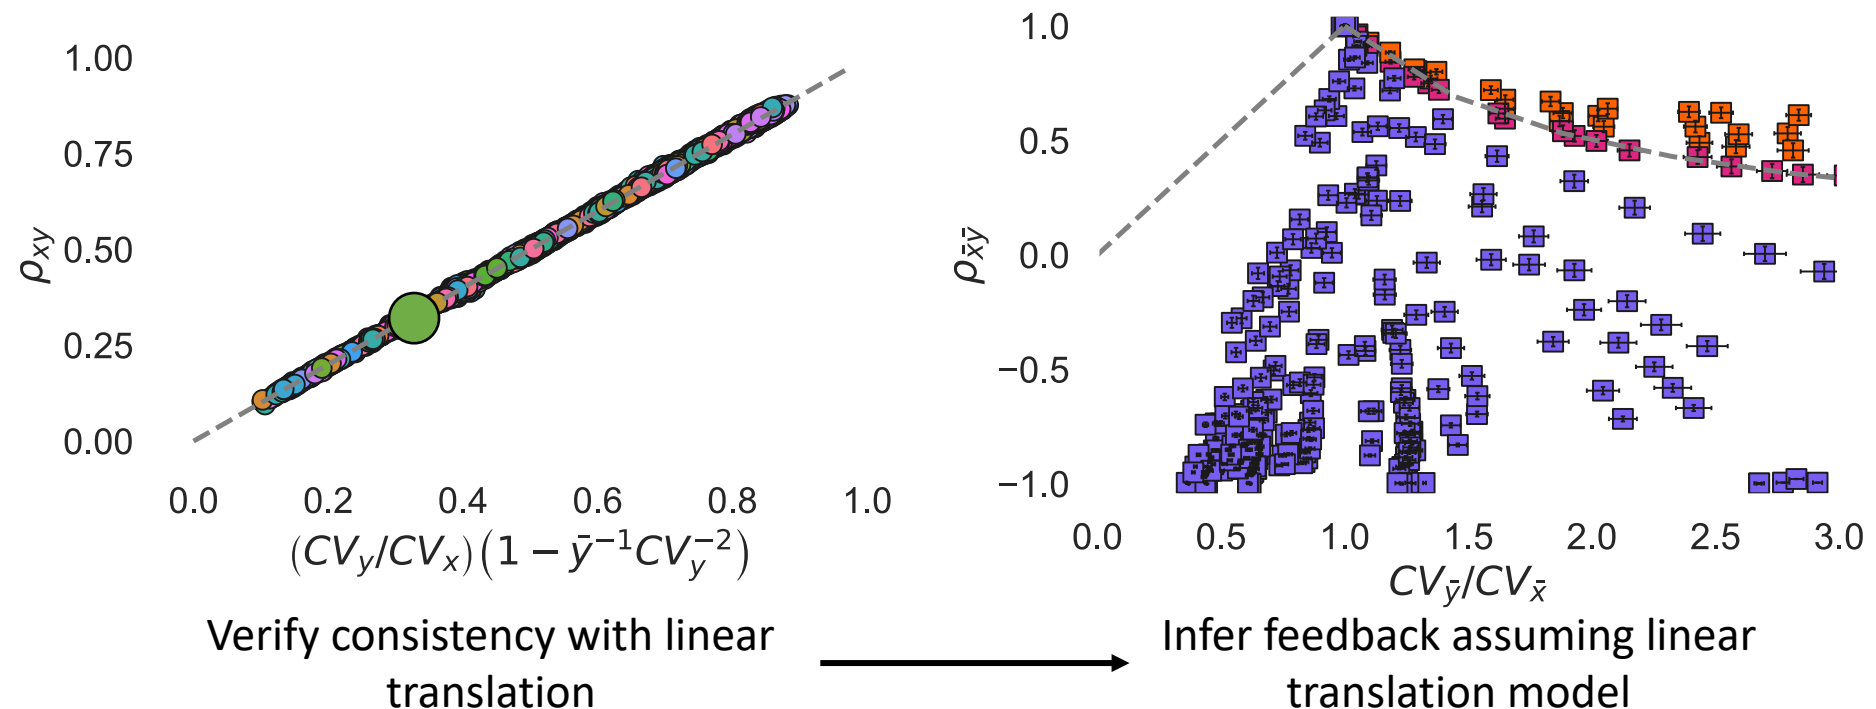 1.00
0.75
0.50
0.25
0.00
ρxy
0.0 0.2 0.4 0.6 0.8 1.0
(CVy/CVx)(1 − ȳ⁻¹CVy⁻²)
1.0
0.5
0.0
−0.5
−1.0
ρx̄ȳ
0.0 0.5 1.0 1.5 2.0 2.5 3.0
CVȳ/CVx̄
Verify consistency with linear
translation
Infer feedback assuming linear
translation model